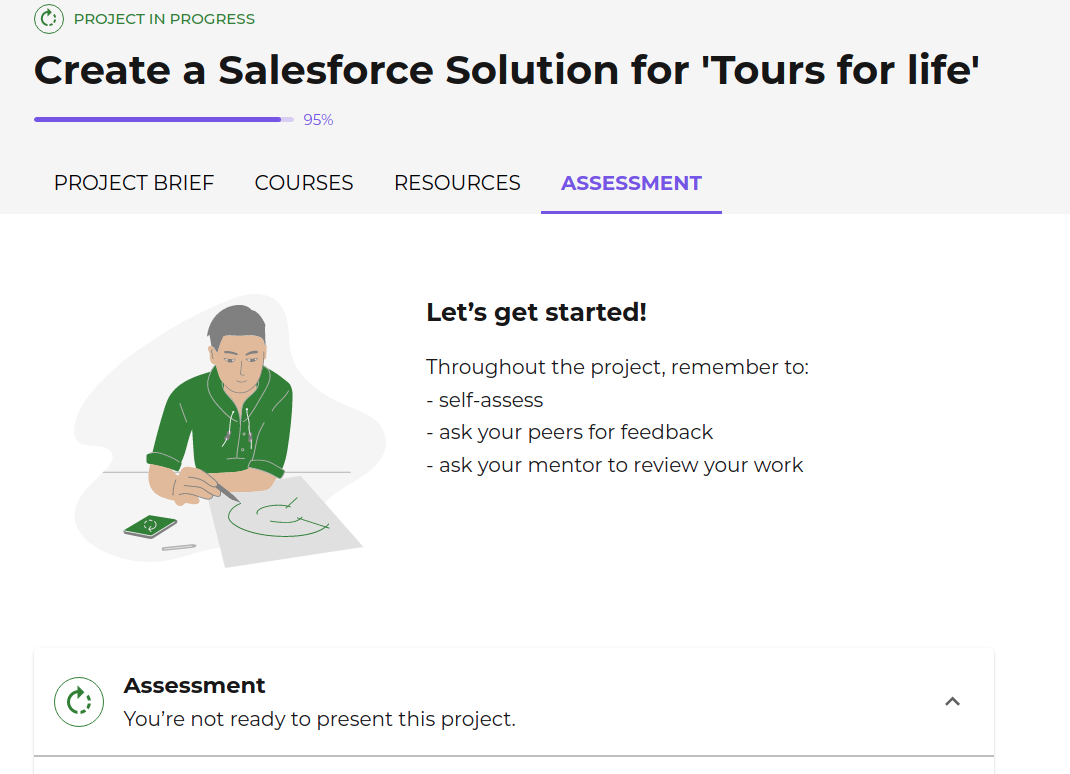 PROJECT IN PROGRESS
Create a Salesforce Solution for 'Tours for life'
95%
PROJECT BRIEF COURSES RESOURCES ASSESSMENT
Let’s get started!
Throughout the project, remember to:
- self-assess
- ask your peers for feedback
- ask your mentor to review your work
Assessment
You’re not ready to present this project.